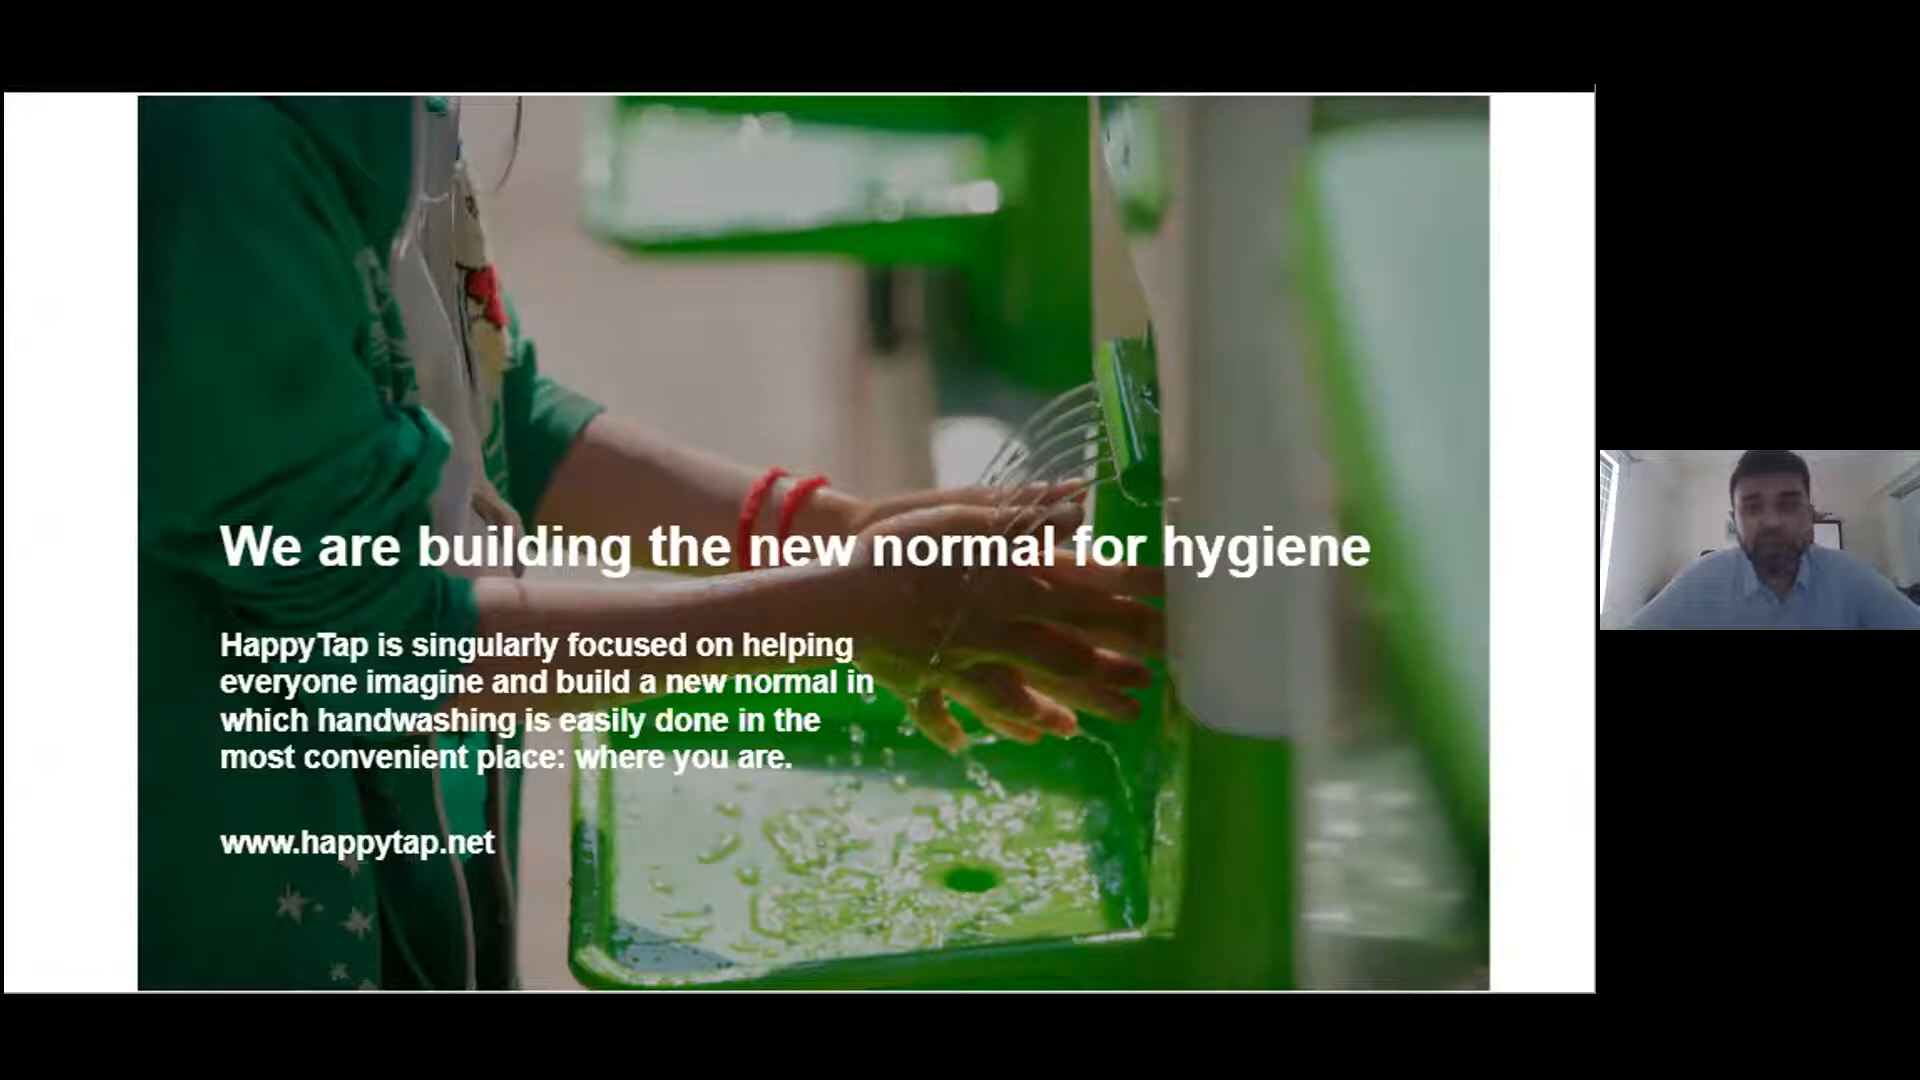 We are building the new normal for hygiene
HappyTap is singularly focused on helping
everyone imagine and build a new normal in
which handwashing is easily done in the
most convenient place: where you are.
www.happytap.net